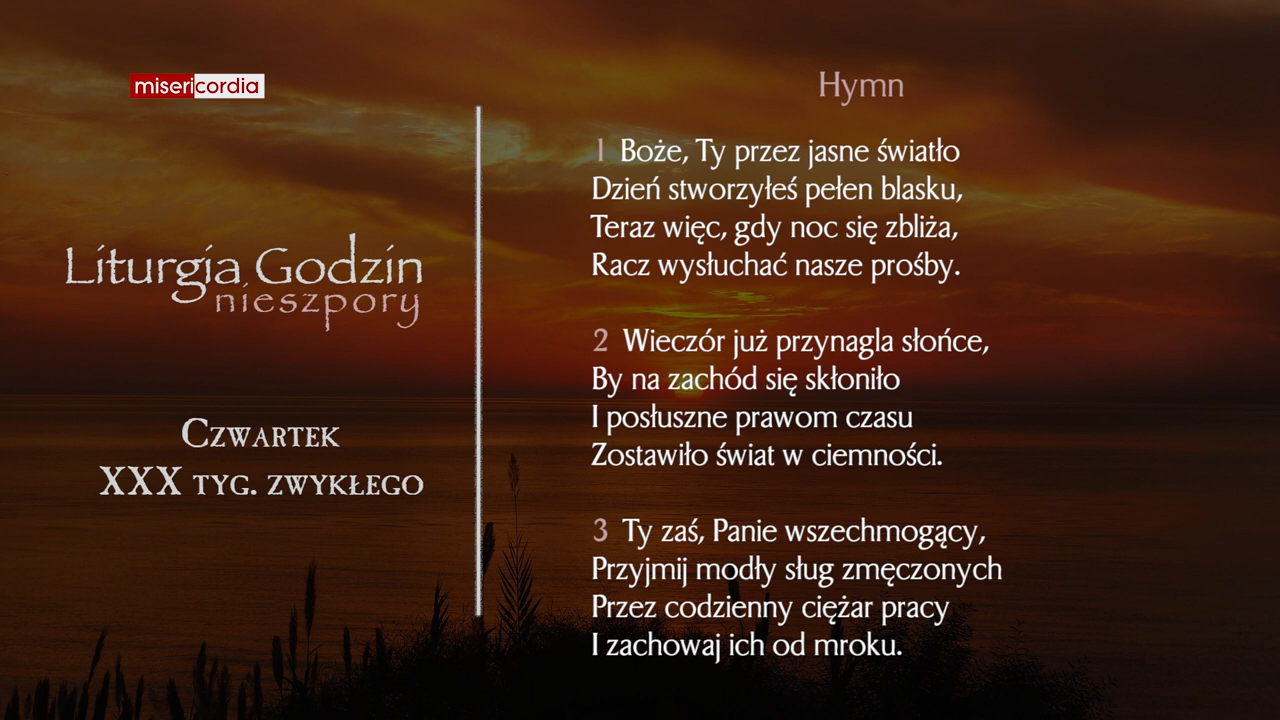 misericordia
Liturgia Godzin
nieszpory
Czwartek
XXX tyg. zwykłego
Hymn
1 Boże, Ty przez jasne światło
Dzień stworzyłeś pełen blasku,
Teraz więc, gdy noc się zbliża,
Racz wysłuchać nasze prośby.
2 Wieczór już przynagla słońce,
By na zachód się skłoniło
I posłuszne prawom czasu
Zostawiło świat w ciemności.
3 Ty zaś, Panie wszechmogący,
Przyjmij modły sług zmęczonych
Przez codzienny ciężar pracy
I zachowaj ich od mroku.